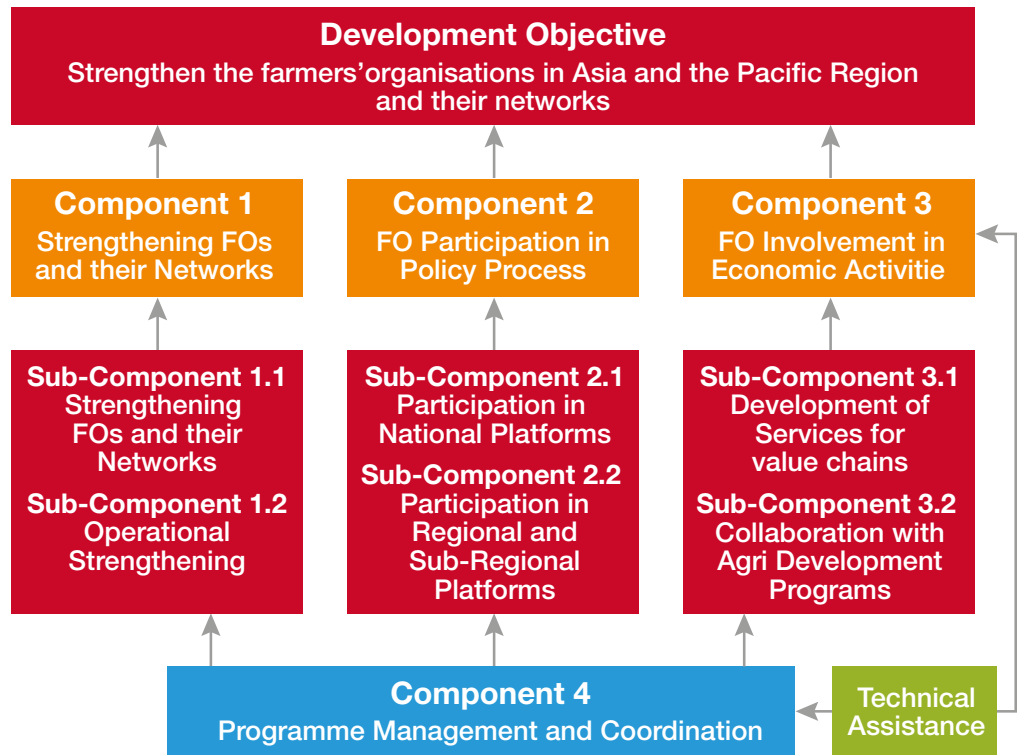 Development Objective
Strengthen the farmers'organisations in Asia and the Pacific Region
and their networks
Component 1
Strengthening FOs
and their Networks
Component 2
FO Participation in
Policy Process
Component 3
FO Involvement in
Economic Activitie
Sub-Component 1.1
Strengthening
FOs and their
Networks
Sub-Component 1.2
Operational
Strengthening
Sub-Component 2.1
Participation in
National Platforms
Sub-Component 2.2
Participation in
Regional and
Sub-Regional
Platforms
Sub-Component 3.1
Development of
Services for
value chains
Sub-Component 3.2
Collaboration with
Agri Development
Programs
Component 4
Programme Management and Coordination
Technical
Assistance